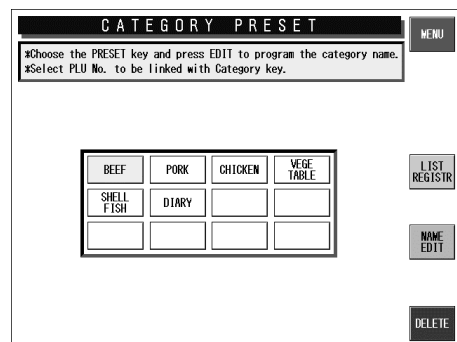 CATEGORY PRESET
MENU
*Choose the PRESET key and press EDIT to program the category name.
*Select PLU No. to be linked with Category key.
BEEF PORK CHICKEN VEGE
TABLE
LIST
REGISTR
SHELL
FISH DIARY
NAME
EDIT
DELETE